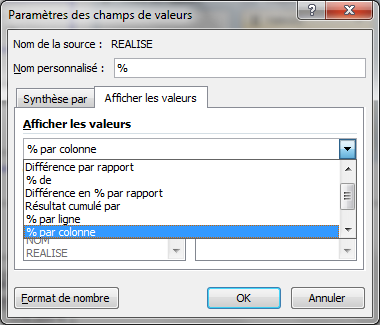 Paramètres des champs de valeurs
Nom de la source : REALISE
Nom personnalisé : %
Synthèse par Afficher les valeurs
Afficher les valeurs
% par colonne
Différence par rapport
% de
Différence en % par rapport
Résultat cumulé par
% par ligne
% par colonne
NOM
REALISE
Format de nombre OK Annuler